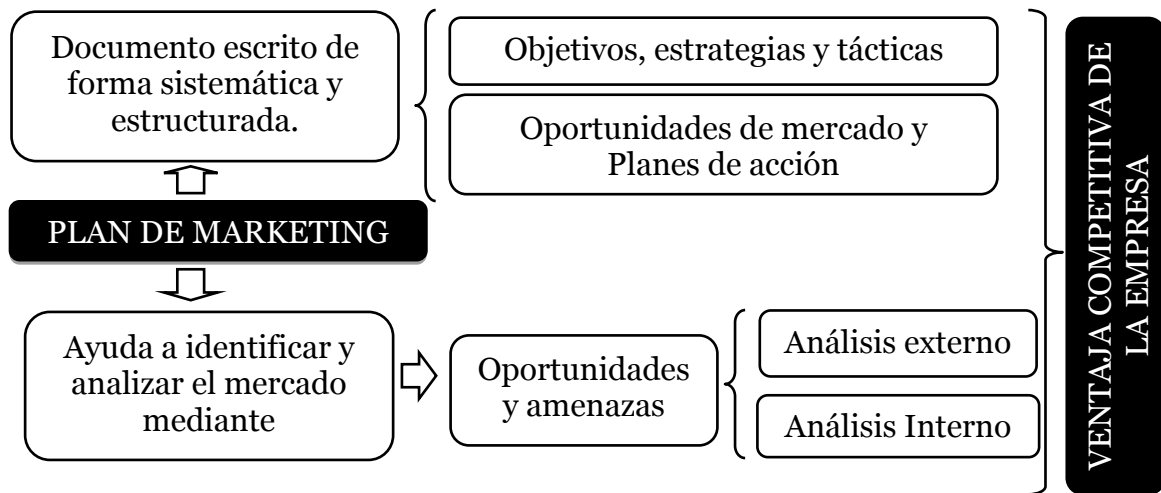 Documento escrito de
forma sistemática y
estructurada.
Objetivos, estrategias y tácticas
Oportunidades de mercado y
Planes de acción
PLAN DE MARKETING
Ayuda a identificar y
analizar el mercado
mediante
Oportunidades
y amenazas
Análisis externo
Análisis Interno
VENTAJA COMPETITIVA DE
LA EMPRESA